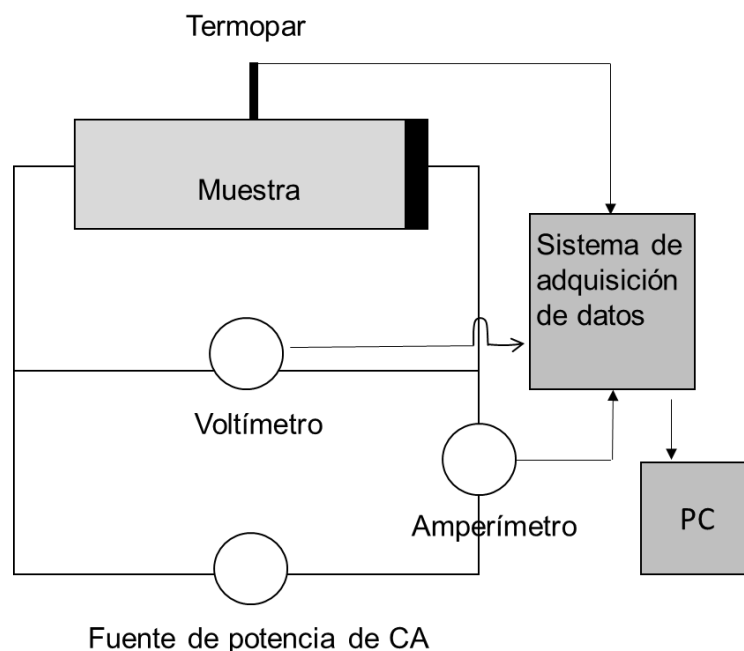 Termopar
Muestra
Sistema de
adquisición
de datos
Voltímetro
Amperímetro
PC
Fuente de potencia de CA